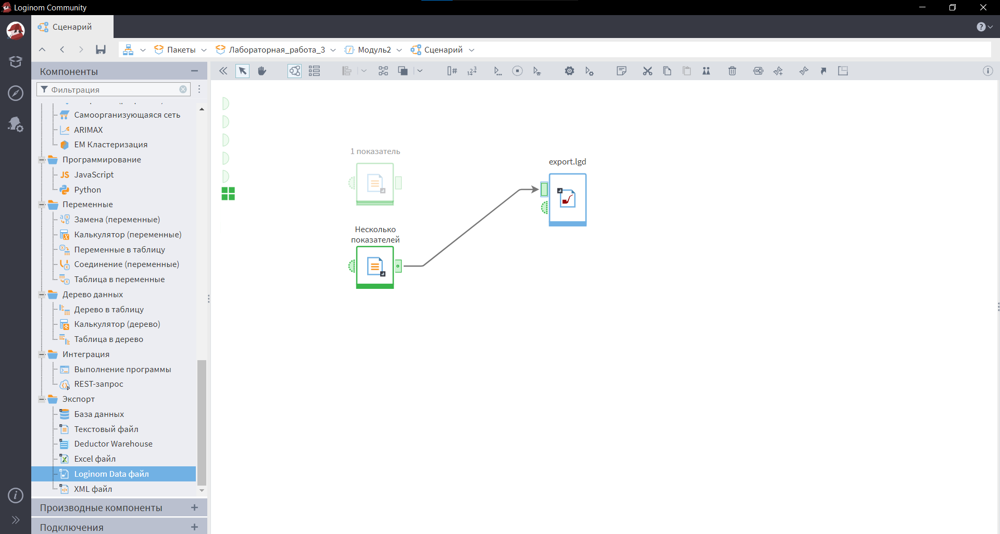 Loginom Community
Сценарий
Пакеты
Лабораторная_работа_3
Модуль2
Сценарий
Компоненты
Фильтрация
Самоорганизующаяся сеть
ARIMAX
EM Кластеризация
Программирование
JavaScript
Python
Переменные
Замена (переменные)
Калькулятор (переменные)
Переменные в таблицу
Соединение (переменные)
Таблица в переменные
Дерево данных
Дерево в таблицу
Калькулятор (дерево)
Таблица в дерево
Интеграция
Выполнение программы
REST-запрос
Экспорт
База данных
Текстовый файл
Deductor Warehouse
Excel файл
Loginom Data файл
XML файл
Производные компоненты
Подключения
1 показатель
Несколько
показателей
export.lgd